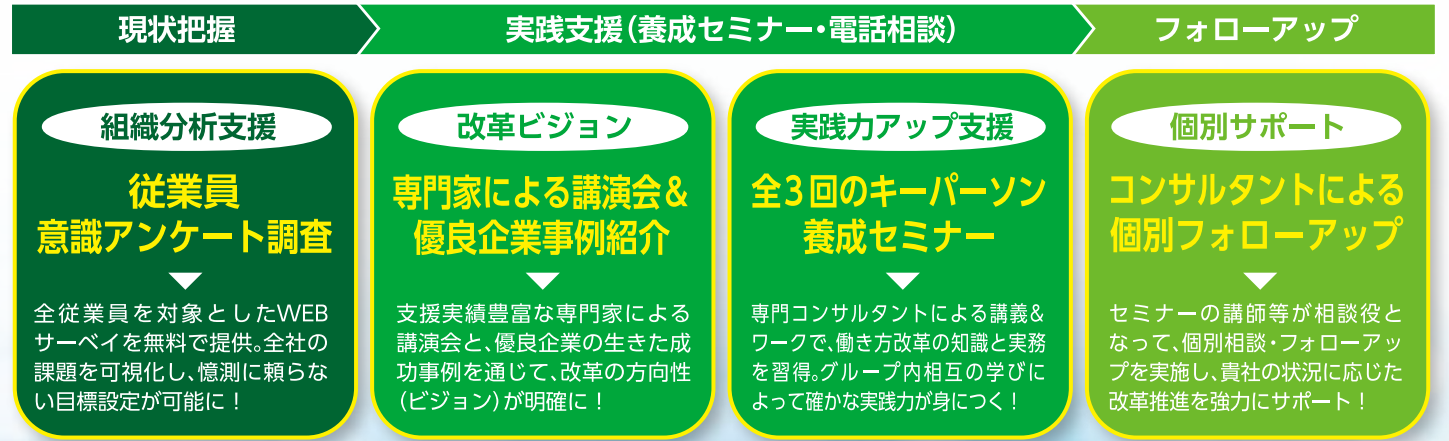 現状把握
実践支援（養成セミナー・電話相談）
フォローアップ
組織分析支援
従業員
意識アンケート調査
全従業員を対象としたWEB
サーベイを無料で提供。全社の
課題を可視化し、憶測に頼らな
い目標設定が可能に！
改革ビジョン
専門家による講演会＆
優良企業事例紹介
支援実績豊富な専門家による
講演会と、優良企業の生きた成
功事例を通じて、改革の方向性
（ビジョン）が明確に！
実践力アップ支援
全３回のキーパーソン
養成セミナー
専門コンサルタントによる講義＆
ワークで、働き方改革の知識と実務
を習得。グループ内相互の学びに
よって確かな実践力が身につく！
個別サポート
コンサルタントによる
個別フォローアップ
セミナーの講師等が相談役と
なって、個別相談・フォローアッ
プを実施し、貴社の状況に応じた
改革推進を強力にサポート！